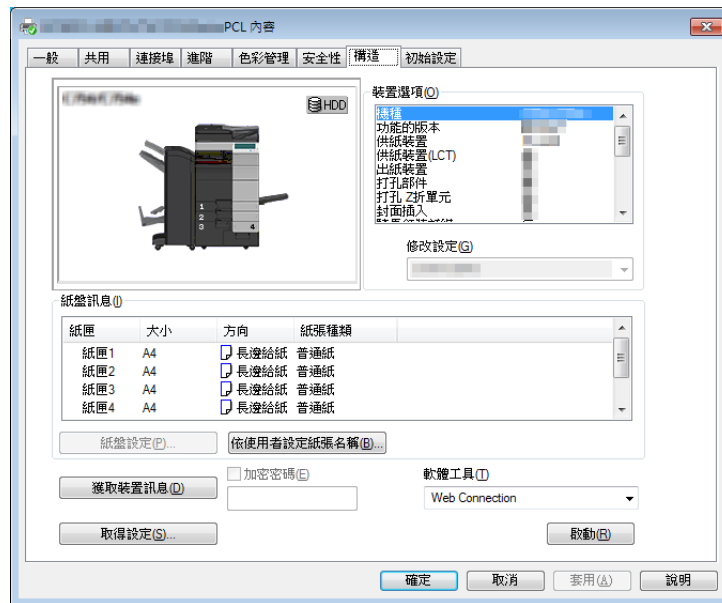 PCL 內容
一般 共用 連接埠 進階 色彩管理 安全性 構造 初始設定
HDD
1
2
3 4
裝置選項(O)
機種
功能的版本
供紙裝置
供紙裝置(LCT)
出紙裝置
打孔部件
打孔 Z折單元
封面插入
修改設定(G)
紙盤訊息(I)
紙匣 大小 方向 紙張種類
紙匣1 A4 長邊給紙 普通紙
紙匣2 A4 長邊給紙 普通紙
紙匣3 A4 長邊給紙 普通紙
紙匣4 A4 長邊給紙 普通紙
紙盤設定(P)... 依使用者設定紙張名稱(B)...
獲取裝置訊息(D) 加密密碼(E) 軟體工具(T)
Web Connection
取得設定(S)... 啟動(R)
確定 取消 套用(A) 說明